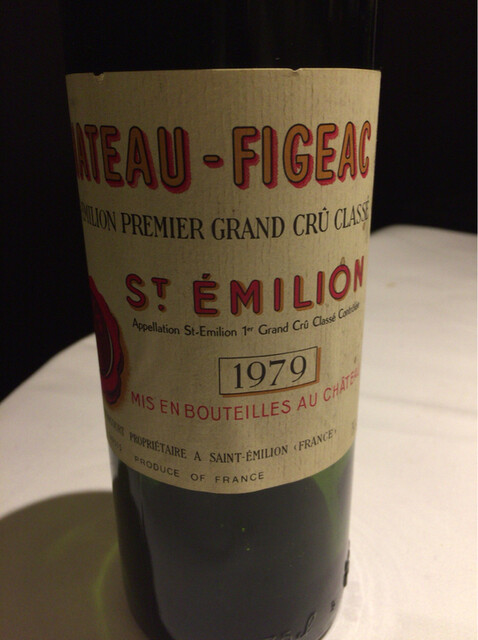 ATEAU-FIGEAC
MILION PREMIER GRAND CRÛ CLASSÉ
ST ÉMILION
Appellation St-Emilion 1er Grand Crû Classé Contrôlée
1979
MIS EN BOUTEILLES AU CHÂTEA
PROPRIÉTAIRE A SAINT-ÉMILION (FRANCE)
PRODUCE OF FRANCE